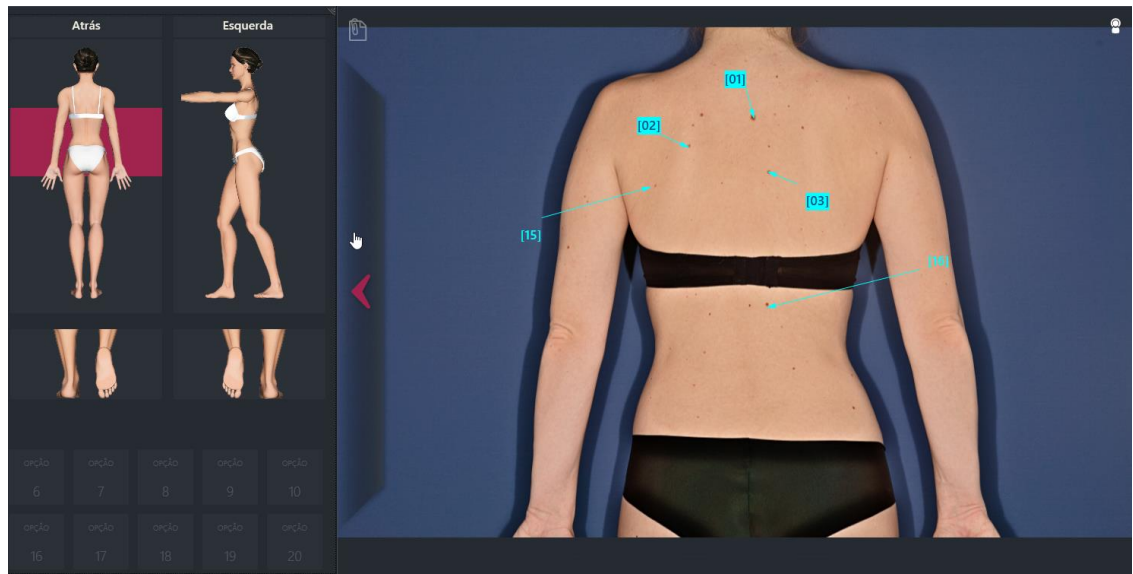 Atrás
Esquerda
[01]
[02]
[03]
[15]
OPÇÃO
OPÇÃO
OPÇÃO
OPÇÃO
OPÇÃO
6
7
8
9
10
OPÇÃO
OPÇÃO
OPÇÃO
OPÇÃO
OPÇÃO
16
17
18
19
20